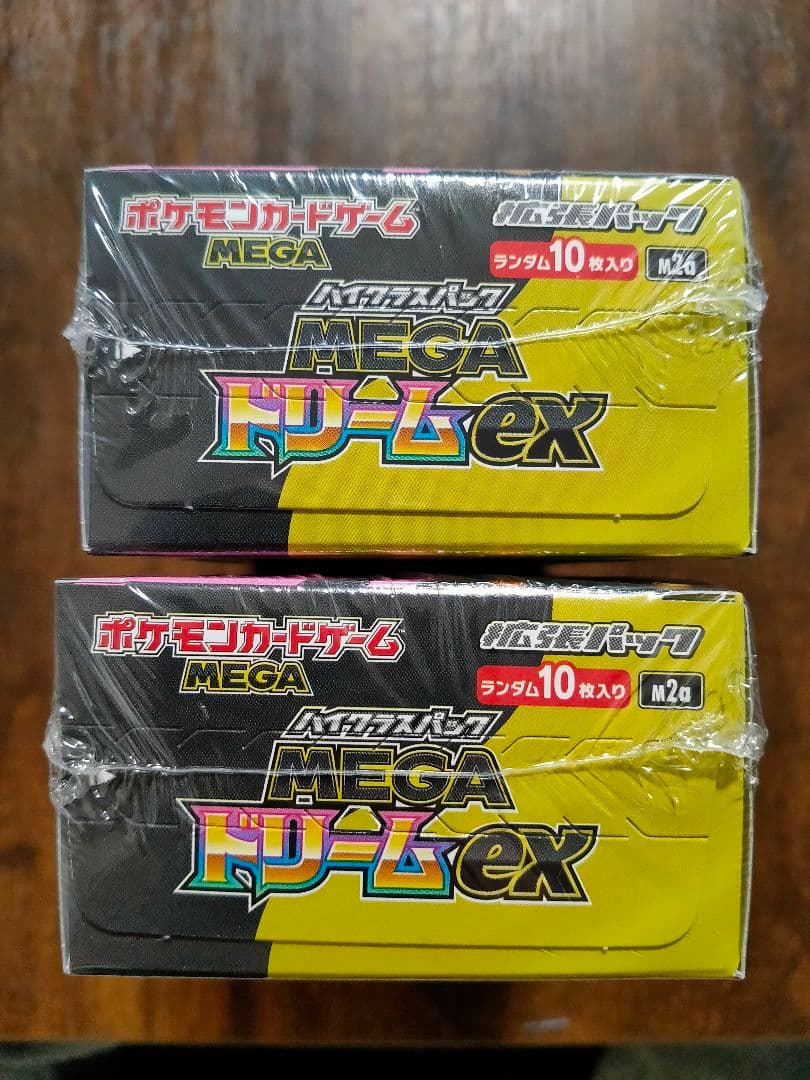 ポケモンカードゲーム
MEGA
拡張パック
ランダム10枚入り
M2a
ハイクラスパック
MEGA
ドリームex
ポケモンカードゲーム
MEGA
拡張パック
ランダム10枚入り
M2a
ハイクラスパック
MEGA
ドリームex